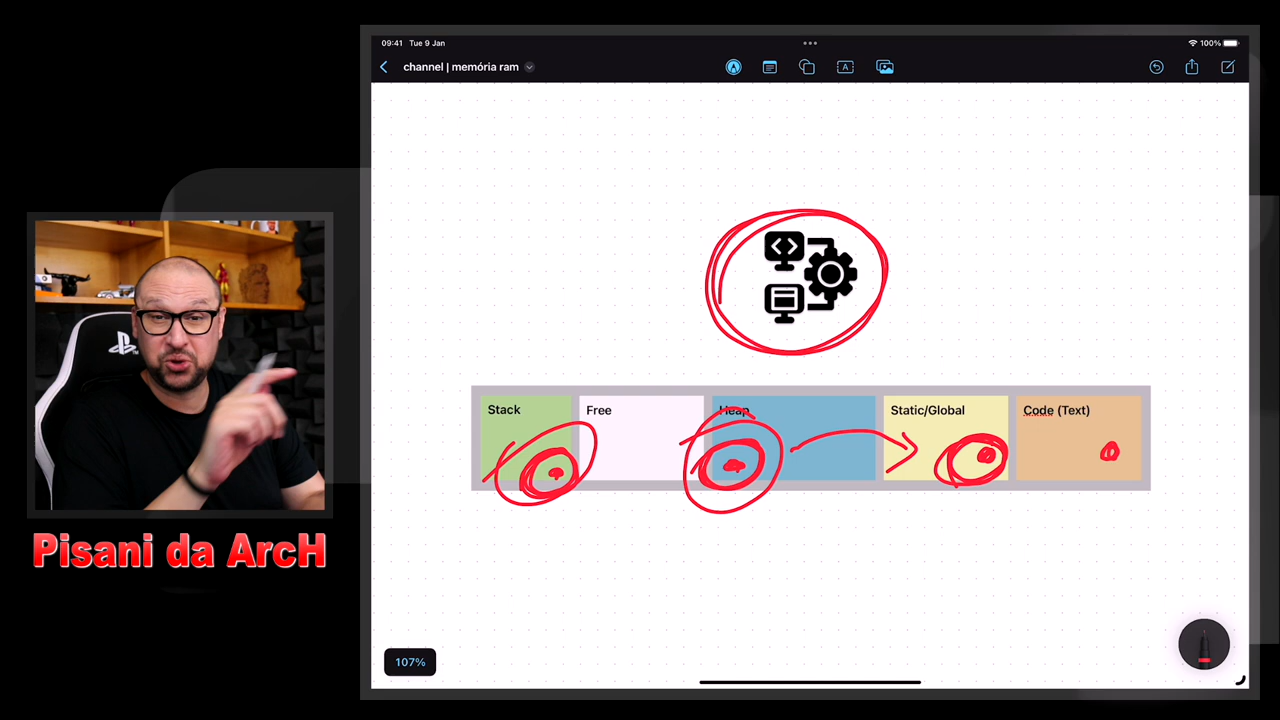 09:41 Tue 9 Jan
100%
channel | memória ram
A
Stack
Free
Heap
Static/Global
Code (Text)
Pisani da ArcH
107%